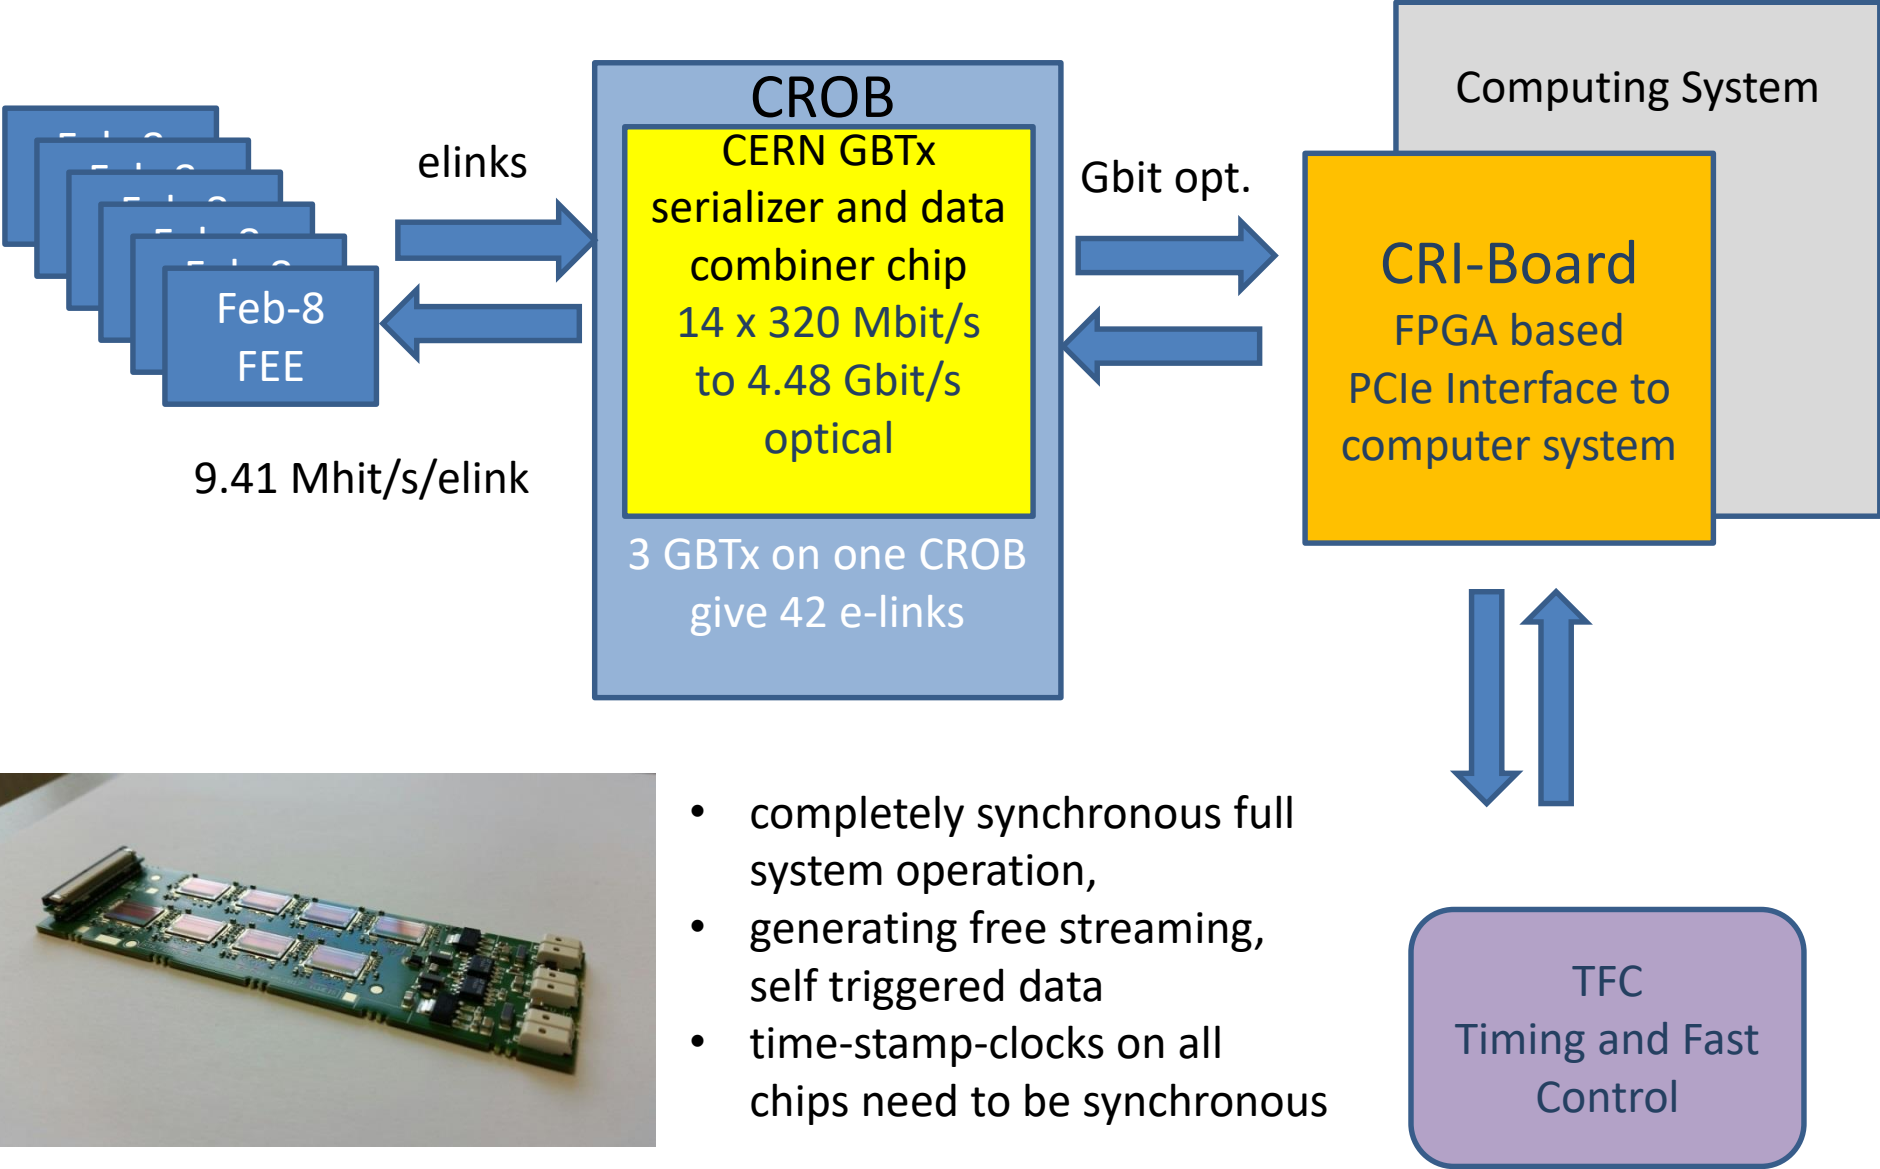 Computing System
CROB
CERN GBTx
serializer and data
combiner chip
14 x 320 Mbit/s
to 4.48 Gbit/s
optical
3 GBTx on one CROB
give 42 e-links
elinks
Gbit opt.
Feb-8
FEE
9.41 Mhit/s/elink
CRI-Board
FPGA based
PCIe Interface to
computer system
• completely synchronous full
system operation,
• generating free streaming,
self triggered data
• time-stamp-clocks on all
chips need to be synchronous
TFC
Timing and Fast
Control